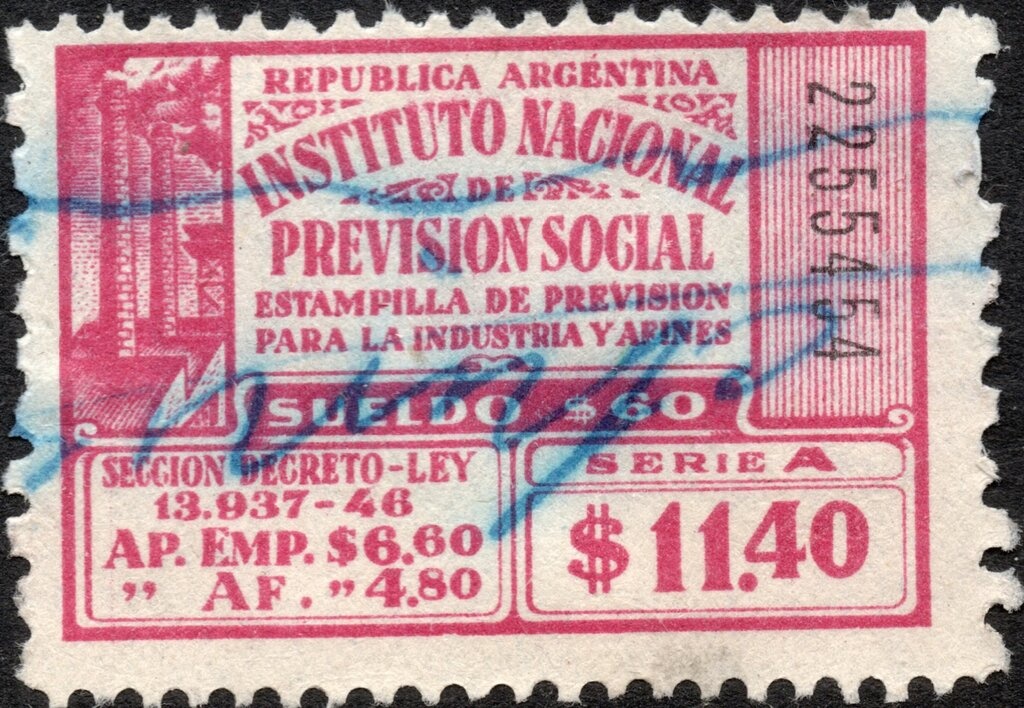 REPUBLICA ARGENTINA
INSTITUTO NACIONAL
DE
PREVISION SOCIAL
ESTAMPILLA DE PREVISION
PARA LA INDUSTRIA Y AFINES
SUELDO $ 60
SECCION DECRETO-LEY
13.937-46
AP. EMP. $6.60
” AF. ” 4.80
SERIE A
$11.40
2255454